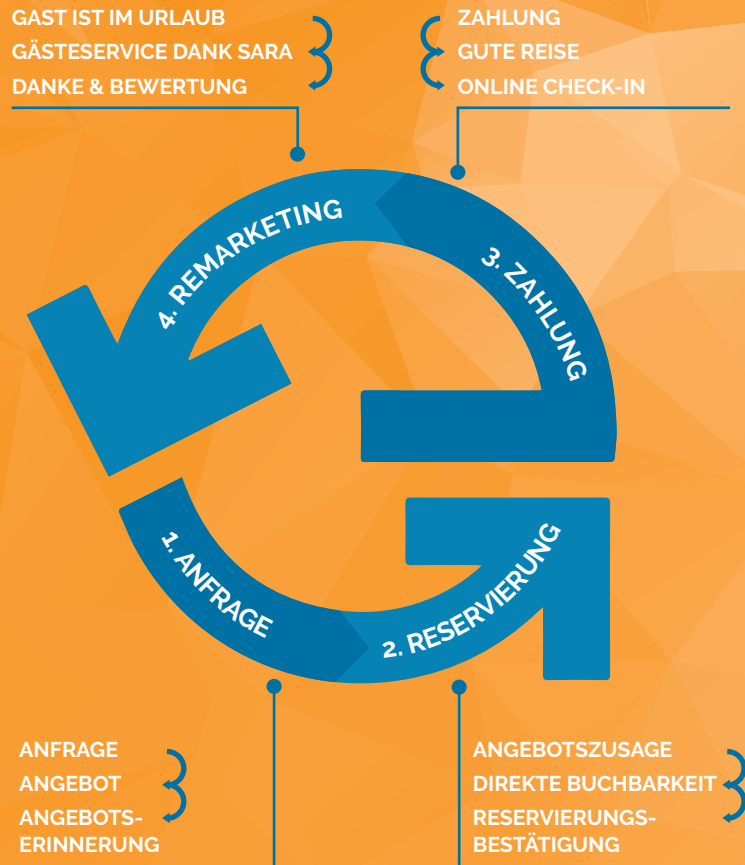 GAST IST IM URLAUB
GÄSTESERVICE DANK SARA
DANKE & BEWERTUNG
ZAHLUNG
GUTE REISE
ONLINE CHECK-IN
4. REMARKETING
3. ZAHLUNG
1. ANFRAGE
2. RESERVIERUNG
ANFRAGE
ANGEBOT
ANGEBOTS-
ERINNERUNG
ANGEBOTSZUSAGE
DIREKTE BUCHBARKEIT
RESERVIERUNGS-
BESTÄTIGUNG